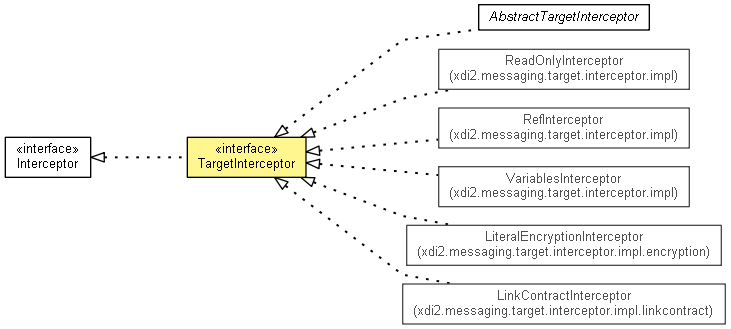 AbstractTargetInterceptor
ReadOnlyInterceptor
(xdi2.messaging.target.interceptor.impl)
RefInterceptor
(xdi2.messaging.target.interceptor.impl)
«interface»
Interceptor
«interface»
TargetInterceptor
VariablesInterceptor
(xdi2.messaging.target.interceptor.impl)
LiteralEncryptionInterceptor
(xdi2.messaging.target.interceptor.impl.encryption)
LinkContractInterceptor
(xdi2.messaging.target.interceptor.impl.linkcontract)